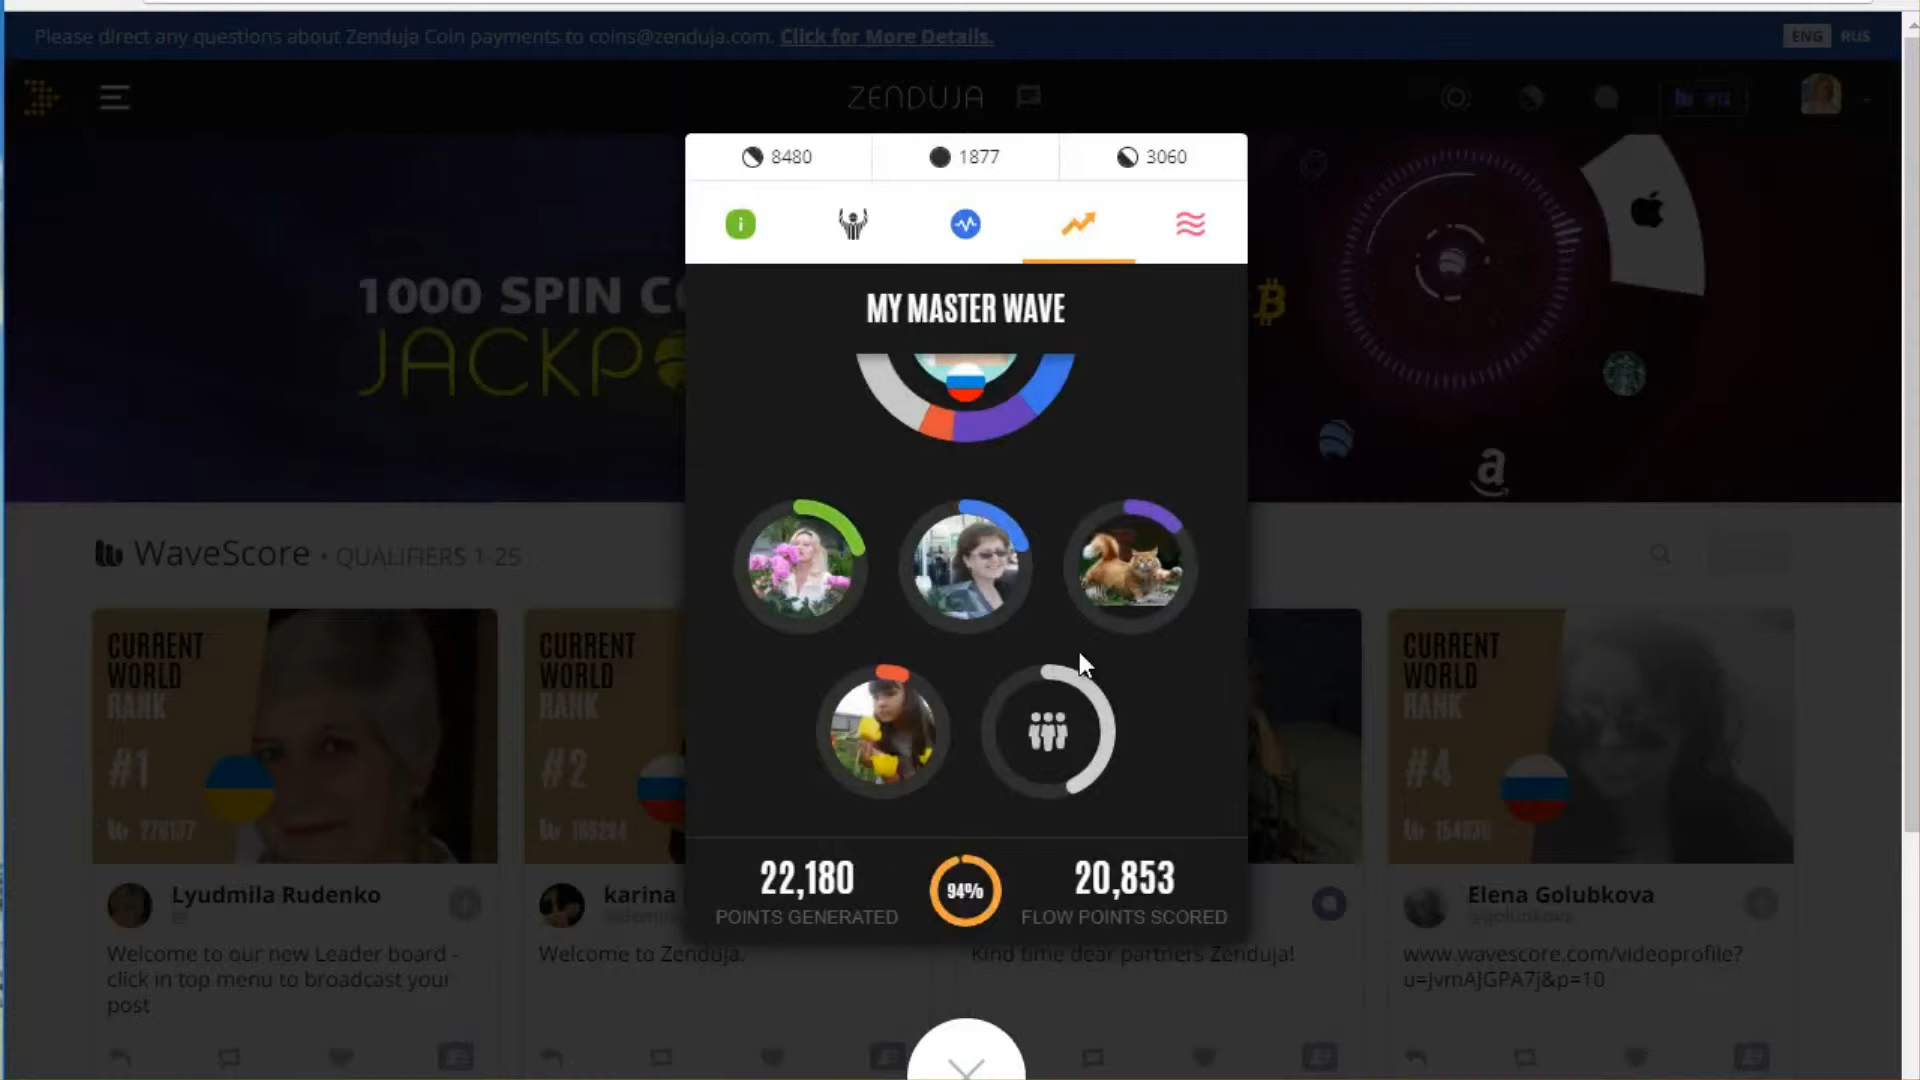 Please direct any questions about Zenduja Coin payments to coins@zenduja.com. Click for More Details.
ENG RUS
ZENDUJA
8480 1877 3060
1000 SPIN
JACKP
MY MASTER WAVE
WaveScore • QUALIFIERS 1-25
CURRENT
WORLD
RANK
#1
CURRENT
WORLD
RANK
#2
CURRENT
WORLD
RANK
#4
22,180
POINTS GENERATED
94%
20,853
FLOW POINTS SCORED
Lyudmila Rudenko
Welcome to our new Leader board -
click in top menu to broadcast your
post
karina
Welcome to Zenduja.
Kind time dear partners Zenduja!
Elena Golubkova
@golubkova
www.wavescore.com/videoprofile?
u=JvmAJGPA7j&p=10